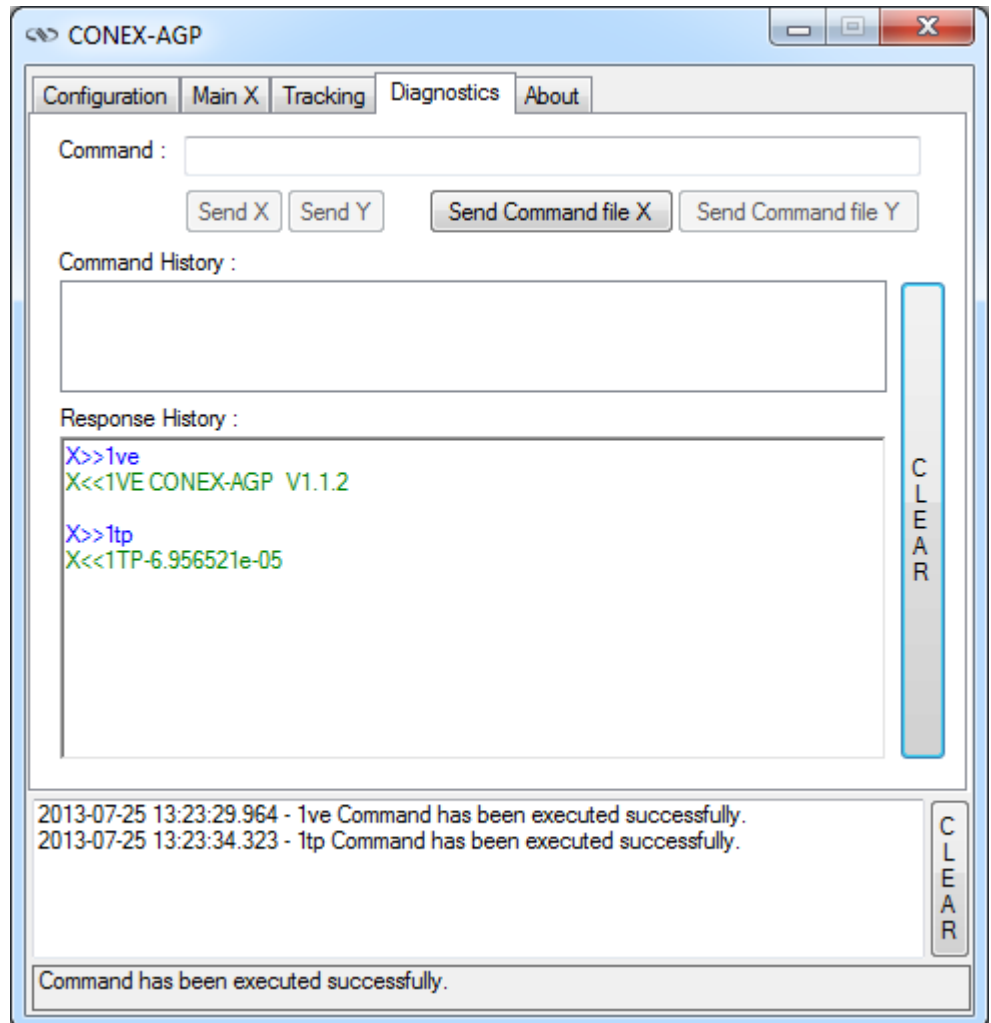 CONEX-AGP
Configuration Main X Tracking Diagnostics About
Command :
Send X Send Y Send Command file X Send Command file Y
Command History :
Response History :
X>>1ve
X<<1VE CONEX-AGP  V1.1.2
X>>1tp
X<<1TP-6.956521e-05
C
L
E
A
R
2013-07-25 13:23:29.964 - 1ve Command has been executed successfully.
2013-07-25 13:23:34.323 - 1tp Command has been executed successfully.
C
L
E
A
R
Command has been executed successfully.